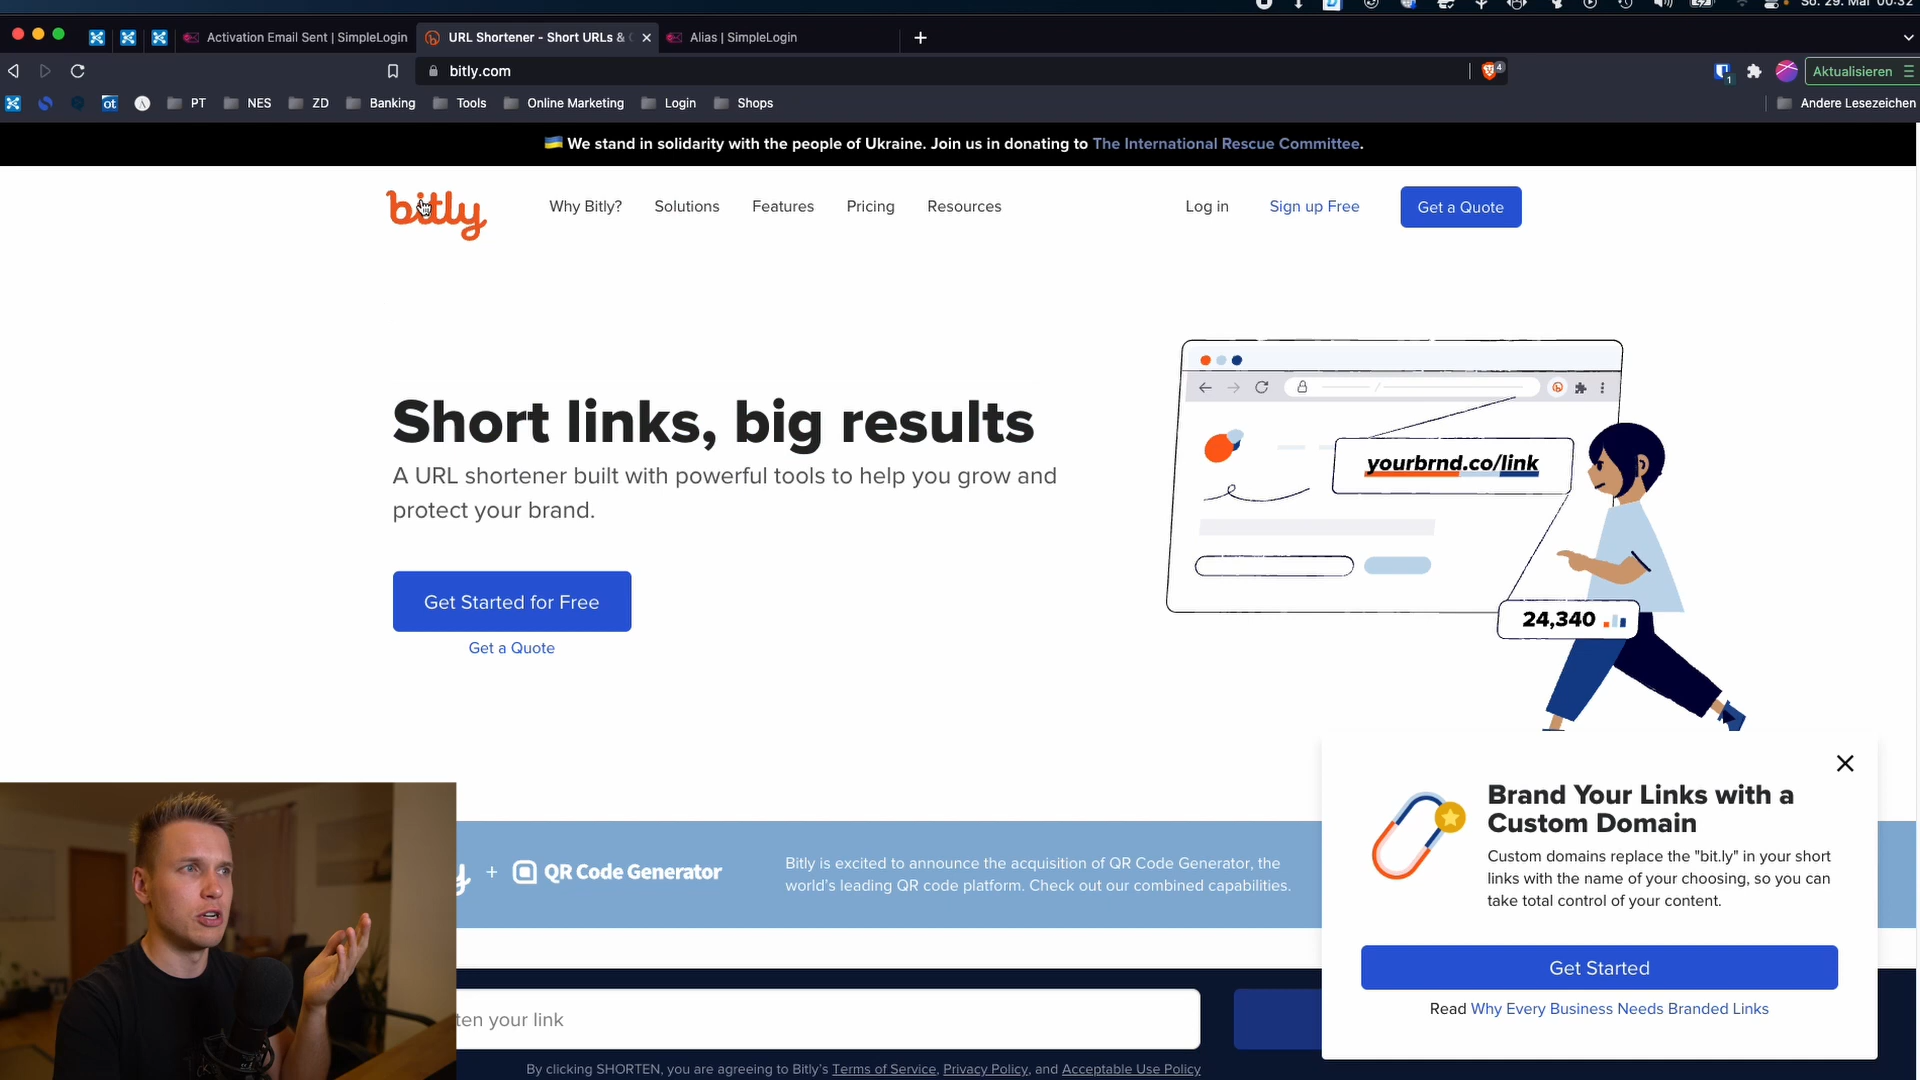 So. 29. Mai 00:32
Activation Email Sent | SimpleLogin
URL Shortener - Short URLs &
Alias | SimpleLogin
bitly.com
4
1
Aktualisieren
ot
PT
NES
ZD
Banking
Tools
Online Marketing
Login
Shops
Andere Lesezeichen
We stand in solidarity with the people of Ukraine. Join us in donating to The International Rescue Committee.
bitly
Why Bitly?
Solutions
Features
Pricing
Resources
Log in
Sign up Free
Get a Quote
Short links, big results
A URL shortener built with powerful tools to help you grow and
protect your brand.
Get Started for Free
Get a Quote
yourbrnd.co/link
24,340
y + QR Code Generator
Bitly is excited to announce the acquisition of QR Code Generator, the
world's leading QR code platform. Check out our combined capabilities.
Brand Your Links with a
Custom Domain
Custom domains replace the "bit.ly" in your short
links with the name of your choosing, so you can
take total control of your content.
Get Started
Read Why Every Business Needs Branded Links
ten your link
By clicking SHORTEN, you are agreeing to Bitly's Terms of Service, Privacy Policy, and Acceptable Use Policy